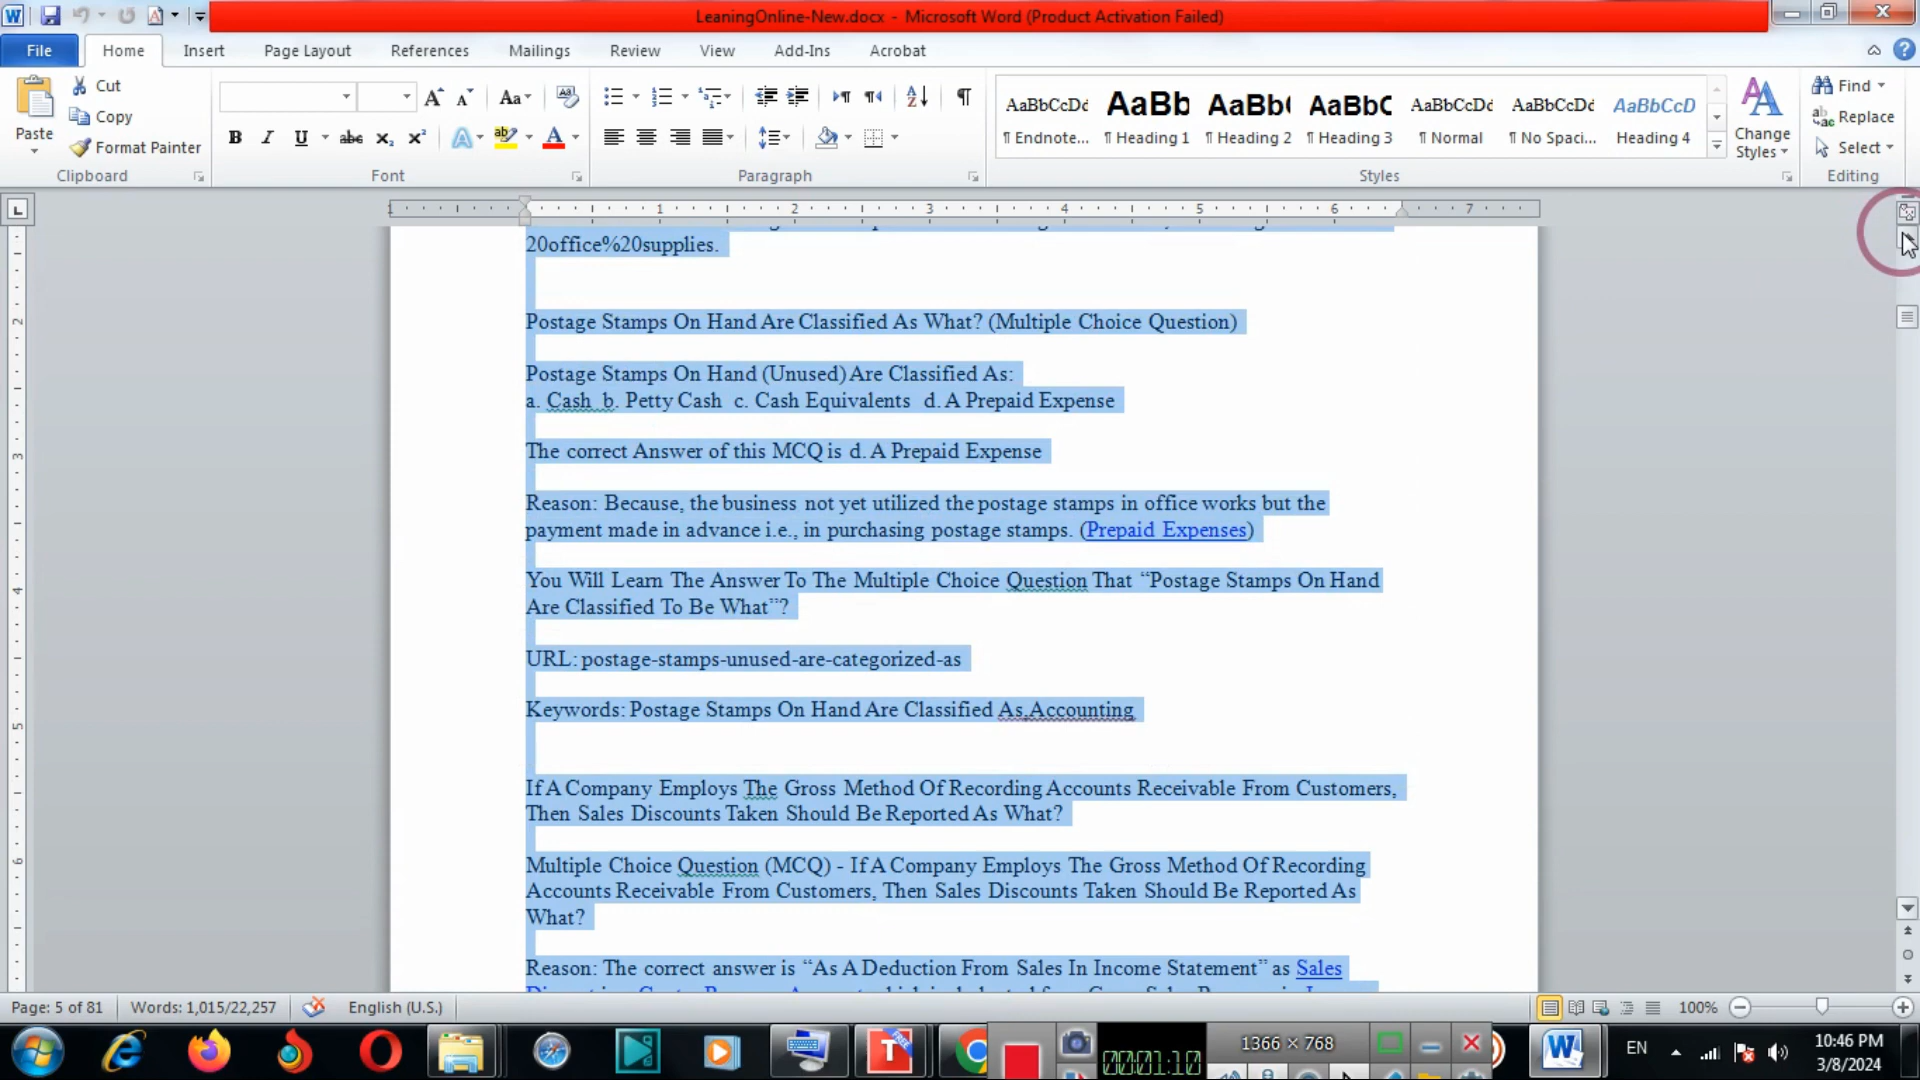 LeaningOnline-New.docx - Microsoft Word (Product Activation Failed)
File Home Insert Page Layout References Mailings Review View Add-Ins Acrobat
Cut
Copy
Format Painter
Paste
Clipboard
Font
Paragraph
AaBbCcDd AaBb AaBb AaBbC AaBbCcDd AaBbCcDd AaBbCcD
¶ Endnote... ¶ Heading 1 ¶ Heading 2 ¶ Heading 3 ¶ Normal ¶ No Spaci... Heading 4
Change Styles
Styles
Find
Replace
Select
Editing
20office%20supplies.
Postage Stamps On Hand Are Classified As What? (Multiple Choice Question)
Postage Stamps On Hand (Unused) Are Classified As:
a. Cash b. Petty Cash c. Cash Equivalents d. A Prepaid Expense
The correct Answer of this MCQ is d. A Prepaid Expense
Reason: Because, the business not yet utilized the postage stamps in office works but the
payment made in advance i.e., in purchasing postage stamps. (Prepaid Expenses)
You Will Learn The Answer To The Multiple Choice Question That “Postage Stamps On Hand
Are Classified To Be What”?
URL: postage-stamps-unused-are-categorized-as
Keywords: Postage Stamps On Hand Are Classified As,Accounting
If A Company Employs The Gross Method Of Recording Accounts Receivable From Customers,
Then Sales Discounts Taken Should Be Reported As What?
Multiple Choice Question (MCQ) - If A Company Employs The Gross Method Of Recording
Accounts Receivable From Customers, Then Sales Discounts Taken Should Be Reported As
What?
Reason: The correct answer is “As A Deduction From Sales In Income Statement” as Sales
Page: 5 of 81 Words: 1,015/22,257 English (U.S.) 100%
1366 × 768
00:01:10
EN
10:46 PM
3/8/2024